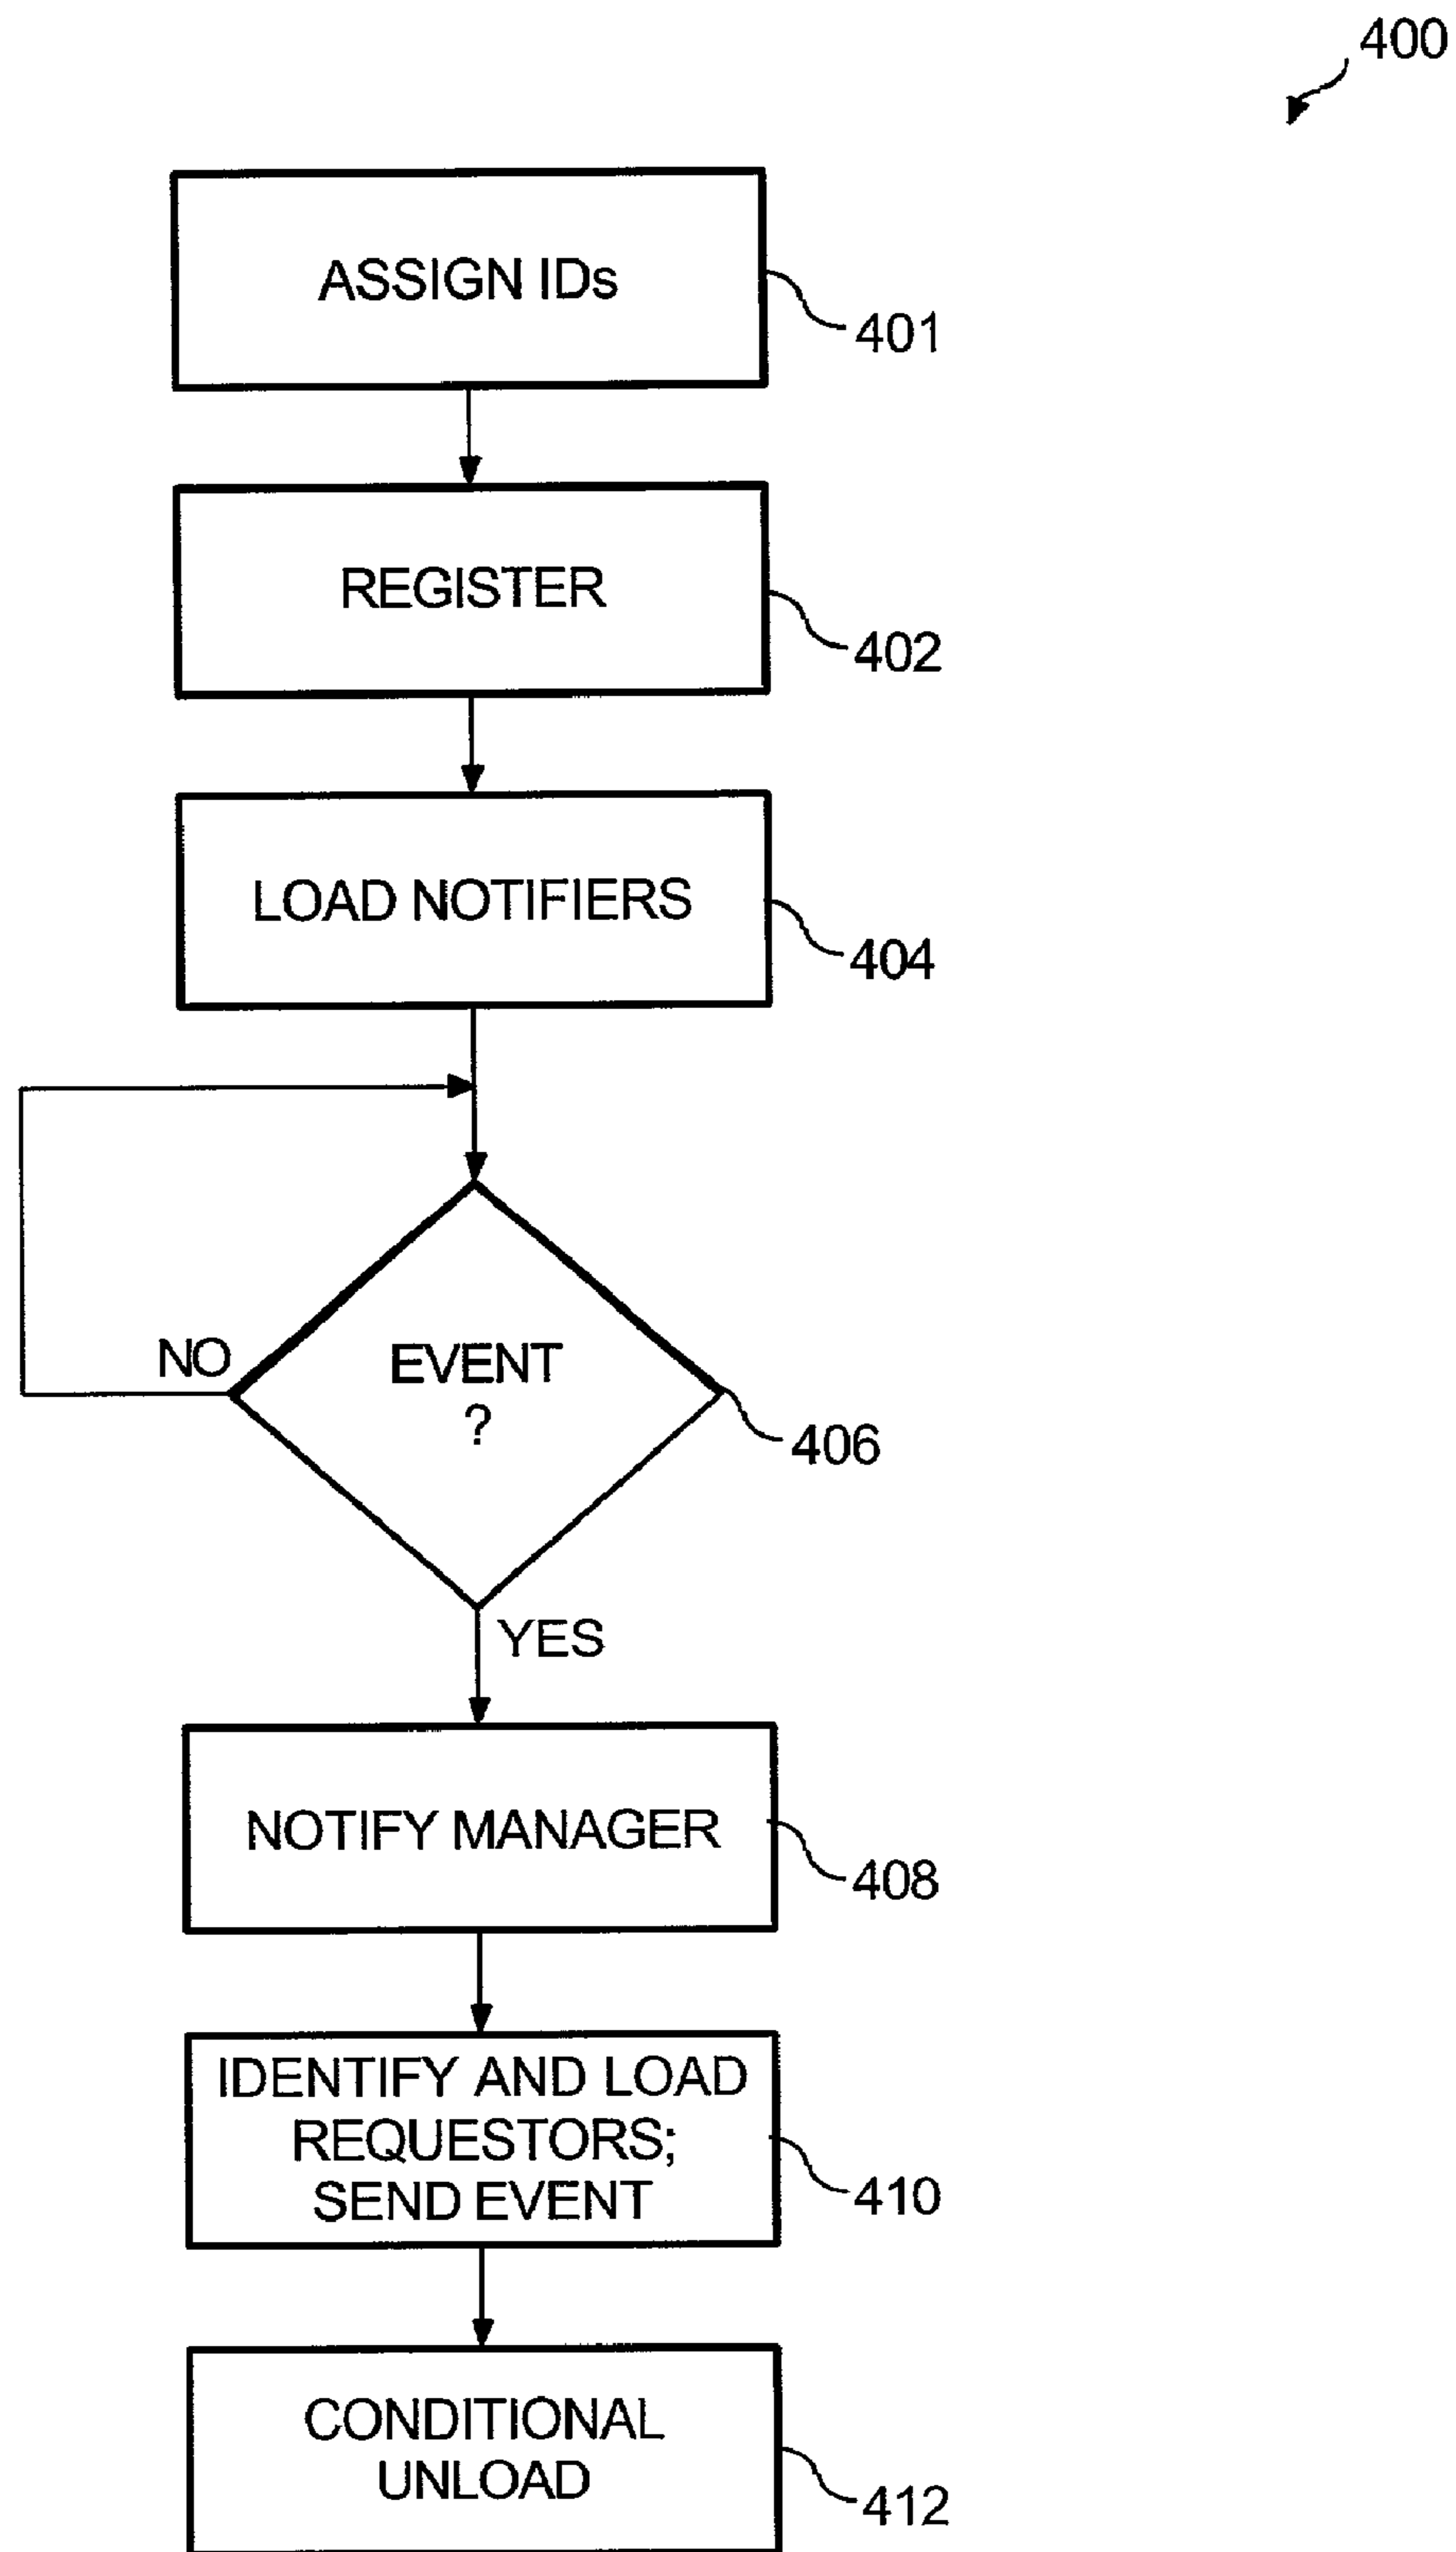 400
ASSIGN IDs
401
REGISTER
402
LOAD NOTIFIERS
404
NO
EVENT
?
406
YES
NOTIFY MANAGER
408
IDENTIFY AND LOAD
REQUESTORS;
SEND EVENT
410
CONDITIONAL
UNLOAD
412